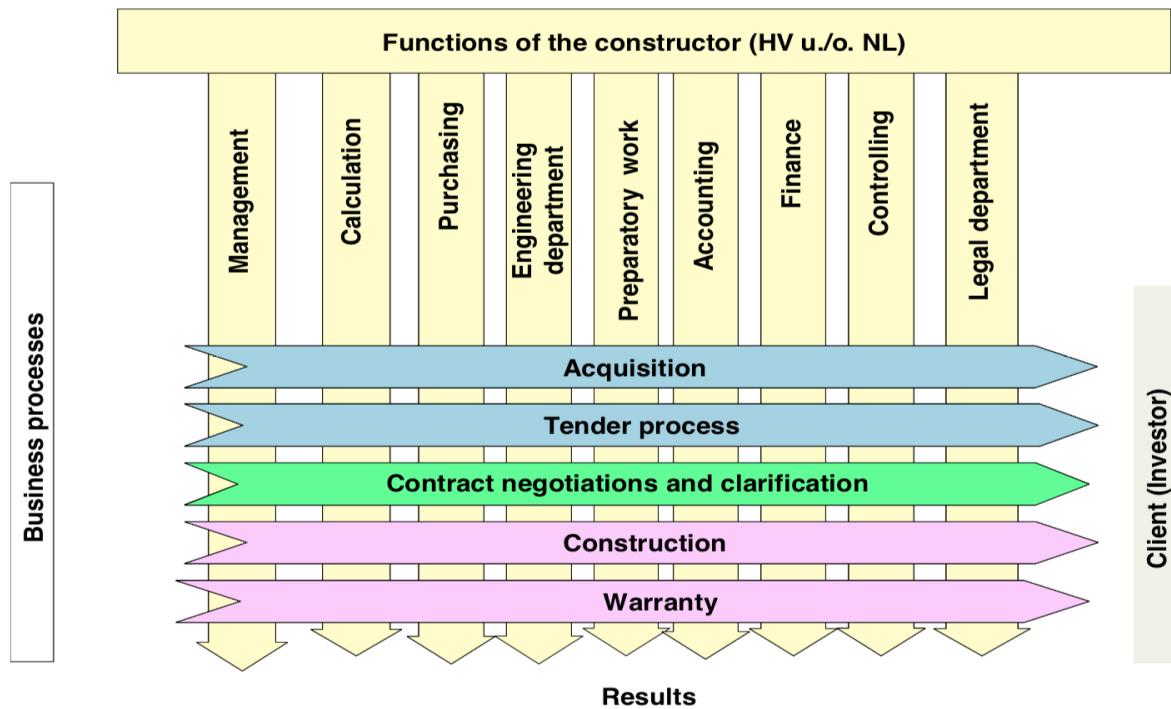 Functions of the constructor (HV u./o. NL)
Management
Calculation
Purchasing
Engineering
department
Preparatory work
Accounting
Finance
Controlling
Legal department
Business processes
Client (Investor)
Acquisition
Tender process
Contract negotiations and clarification
Construction
Warranty
Results